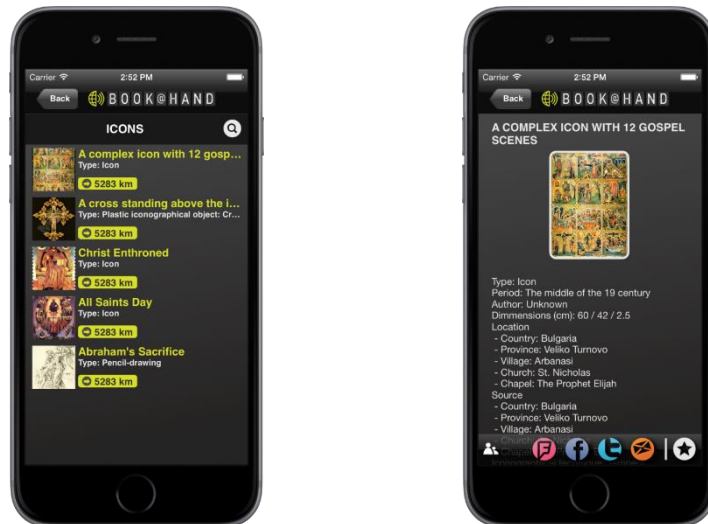 Carrier 2:52 PM
Back BOOK@HAND
ICONS
A complex icon with 12 gosp...
Type: Icon
5283 km
A cross standing above the i...
Type: Plastic iconographical object: Cr...
5283 km
Christ Enthroned
Type: Icon
5283 km
All Saints Day
Type: Icon
5283 km
Abraham's Sacrifice
Type: Pencil-drawing
5283 km
Carrier 2:52 PM
Back BOOK@HAND
A COMPLEX ICON WITH 12 GOSPEL
SCENES
Type: Icon
Period: The middle of the 19 century
Author: Unknown
Dimmensions (cm): 60 / 42 / 2.5
Location
- Country: Bulgaria
- Province: Veliko Turnovo
- Village: Arbanasi
- Church: St. Nicholas
- Chapel: The Prophet Elijah
Source
- Country: Bulgaria
- Province: Veliko Turnovo
- Village: Arbanasi
- Church: St. Nicholas